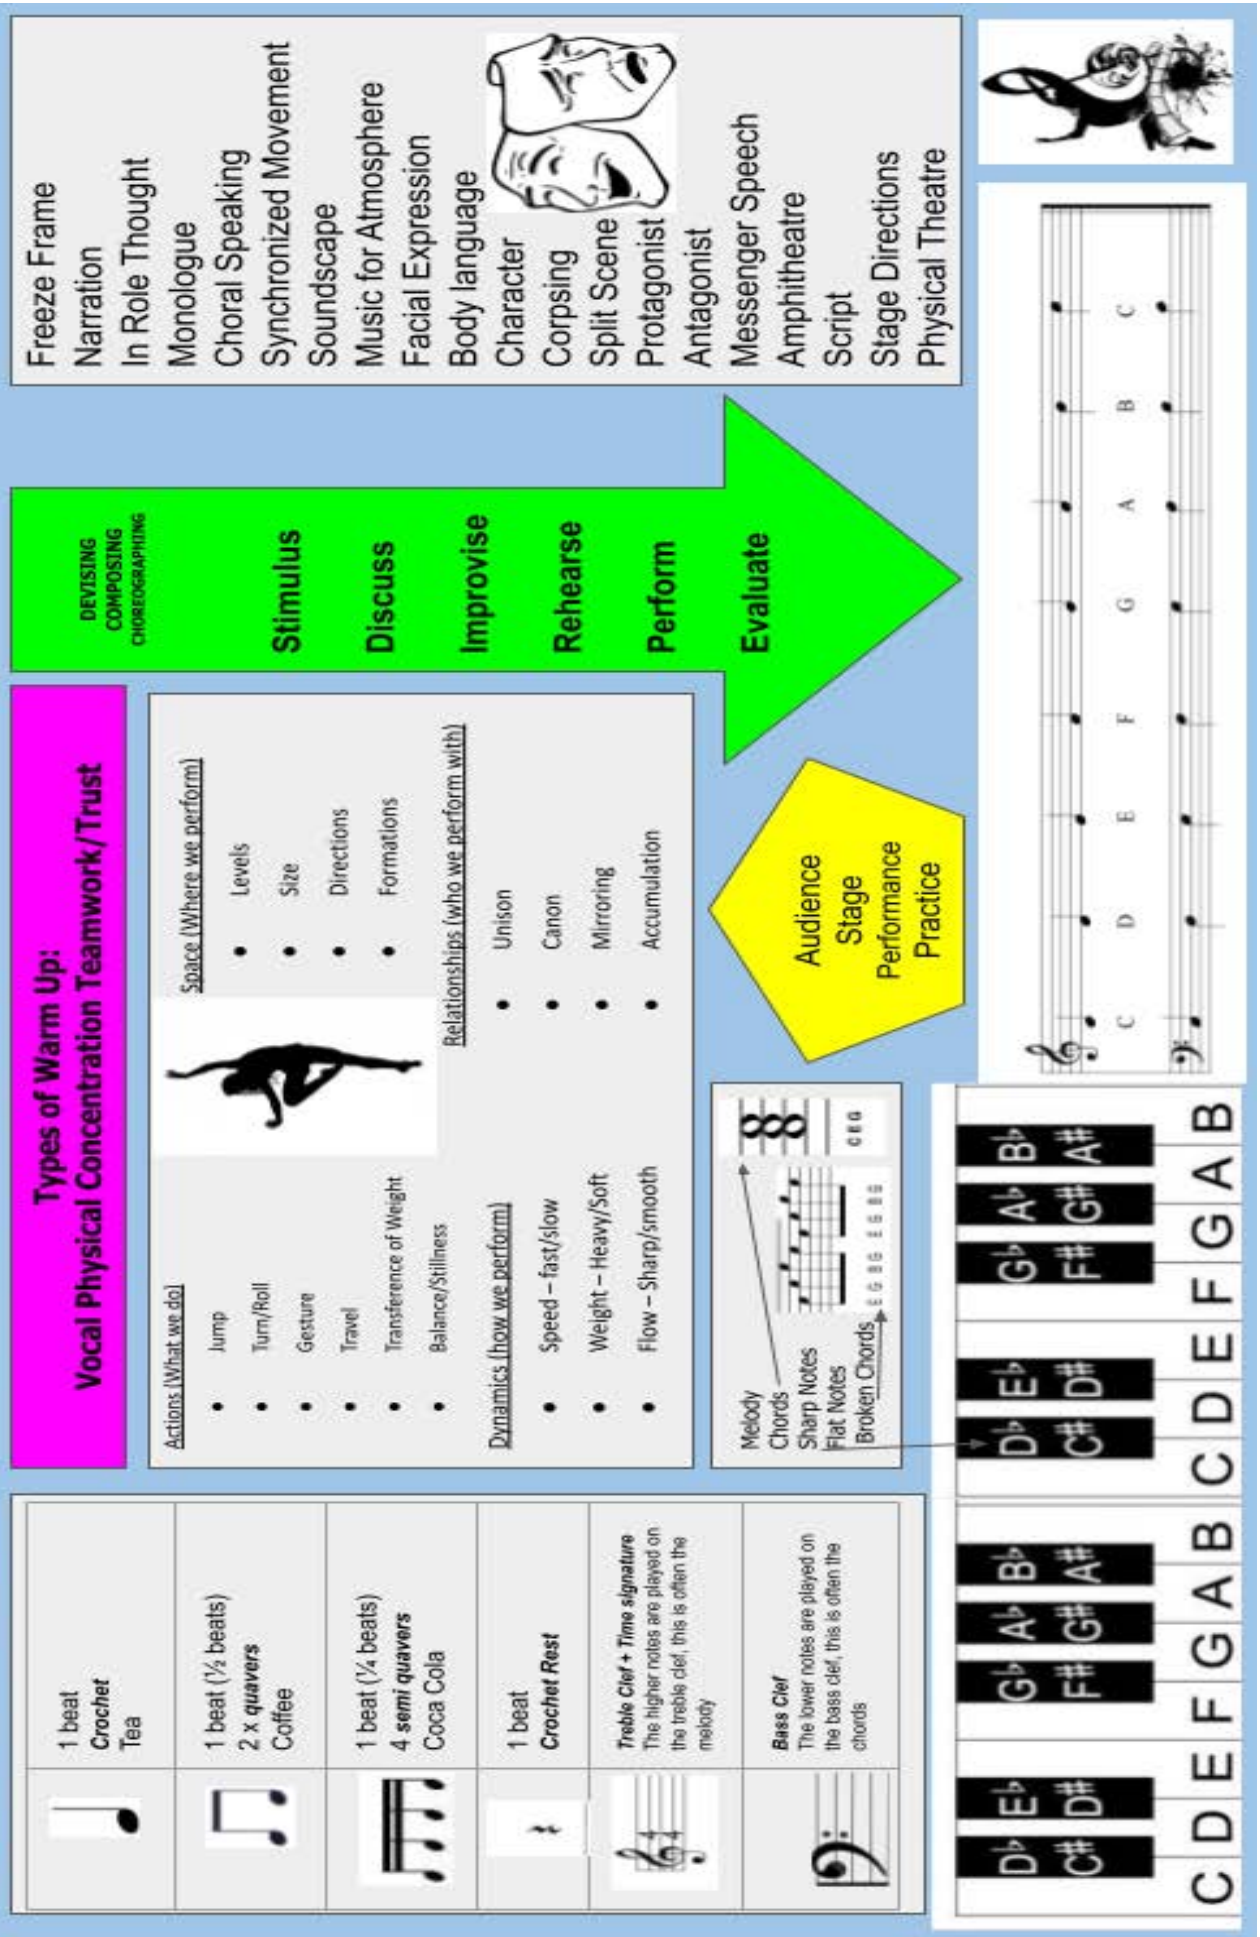 1 beat
Crochet
Tea
1 beat (½ beats)
2 x quavers
Coffee
1 beat (¼ beats)
4 semi quavers
Coca Cola
1 beat
Crochet Rest
4
4
Treble Clef + Time signature
The higher notes are played on
the treble clef, this is often the
melody
Bass Clef
The lower notes are played on
the bass clef, this is often the
chords
Types of Warm Up:
Vocal Physical Concentration Teamwork/Trust
Actions (What we do)
• Jump
• Turn/Roll
• Gesture
• Travel
• Transference of Weight
• Balance/Stillness
Space (Where we perform)
• Levels
• Size
• Directions
• Formations
Dynamics (how we perform)
• Speed – fast/slow
• Weight – Heavy/Soft
• Flow – Sharp/smooth
Relationships (who we perform with)
• Unison
• Canon
• Mirroring
• Accumulation
DEVISING
COMPOSING
CHOREOGRAPHING
Stimulus
Discuss
Improvise
Rehearse
Perform
Evaluate
Freeze Frame
Narration
In Role Thought
Monologue
Choral Speaking
Synchronized Movement
Soundscape
Music for Atmosphere
Facial Expression
Body language
Character
Corpsing
Split Scene
Protagonist
Antagonist
Messenger Speech
Amphitheatre
Script
Stage Directions
Physical Theatre
Melody
Chords
Sharp Notes
Flat Notes
Broken Chords
C E G
Audience
Stage
Performance
Practice
D♭ E♭ G♭ A♭ B♭ D♭ E♭ G♭ A♭ B♭
C# D# F# G# A# C# D# F# G# A#
C D E F G A B C D E F G A B
C D E F G A B C